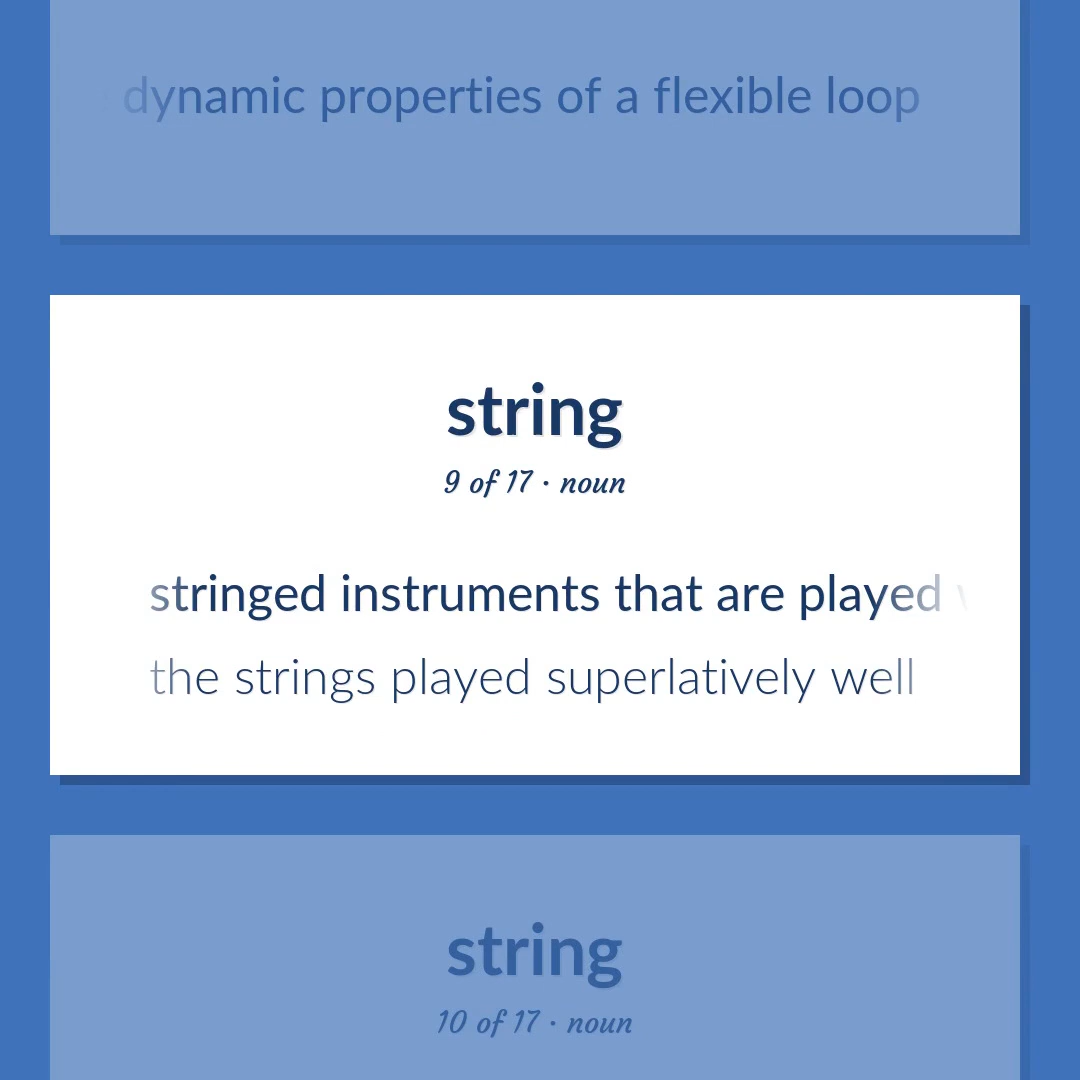 dynamic properties of a flexible loop
string
9 of 17 · noun
stringed instruments that are played
the strings played superlatively well
string
10 of 17 · noun